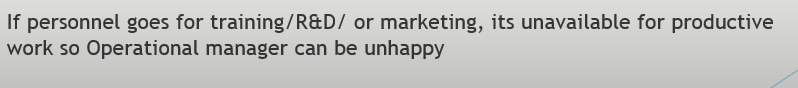 If personnel goes for training/R&D/ or marketing, its unavailable for productive
work so Operational manager can be unhappy